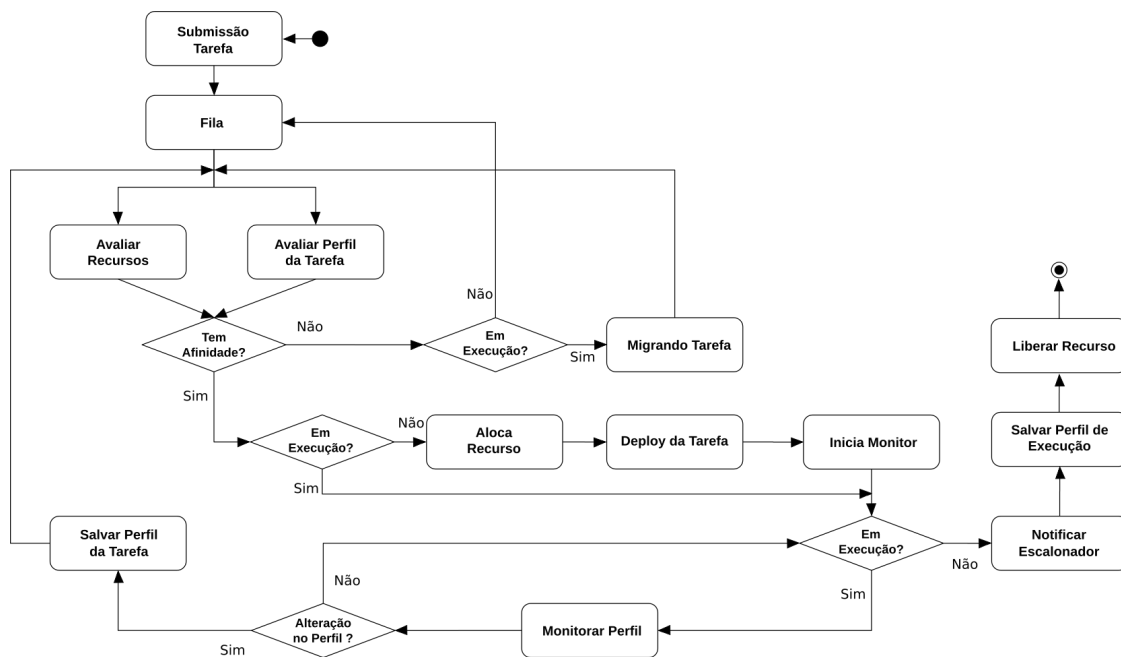 Submissão
Tarefa
Fila
Avaliar
Recursos
Avaliar Perfil
da Tarefa
Não
Tem
Afinidade?
Não
Em
Execução?
Sim
Migrando Tarefa
Liberar Recurso
Sim
Em
Execução?
Não
Aloca
Recurso
Deploy da Tarefa
Inicia Monitor
Salvar Perfil de
Execução
Sim
Salvar Perfil
da Tarefa
Em
Execução?
Não
Notificar
Escalonador
Não
Sim
Alteração
no Perfil ?
Sim
Monitorar Perfil